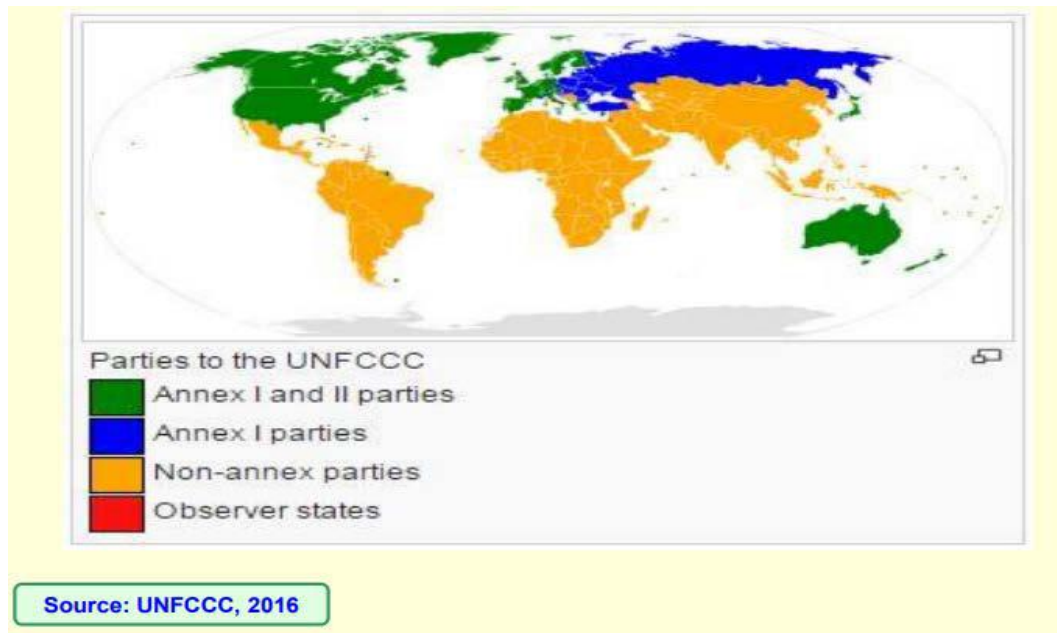 Parties to the UNFCCC
Annex I and II parties
Annex I parties
Non-annex parties
Observer states
Source: UNFCCC, 2016